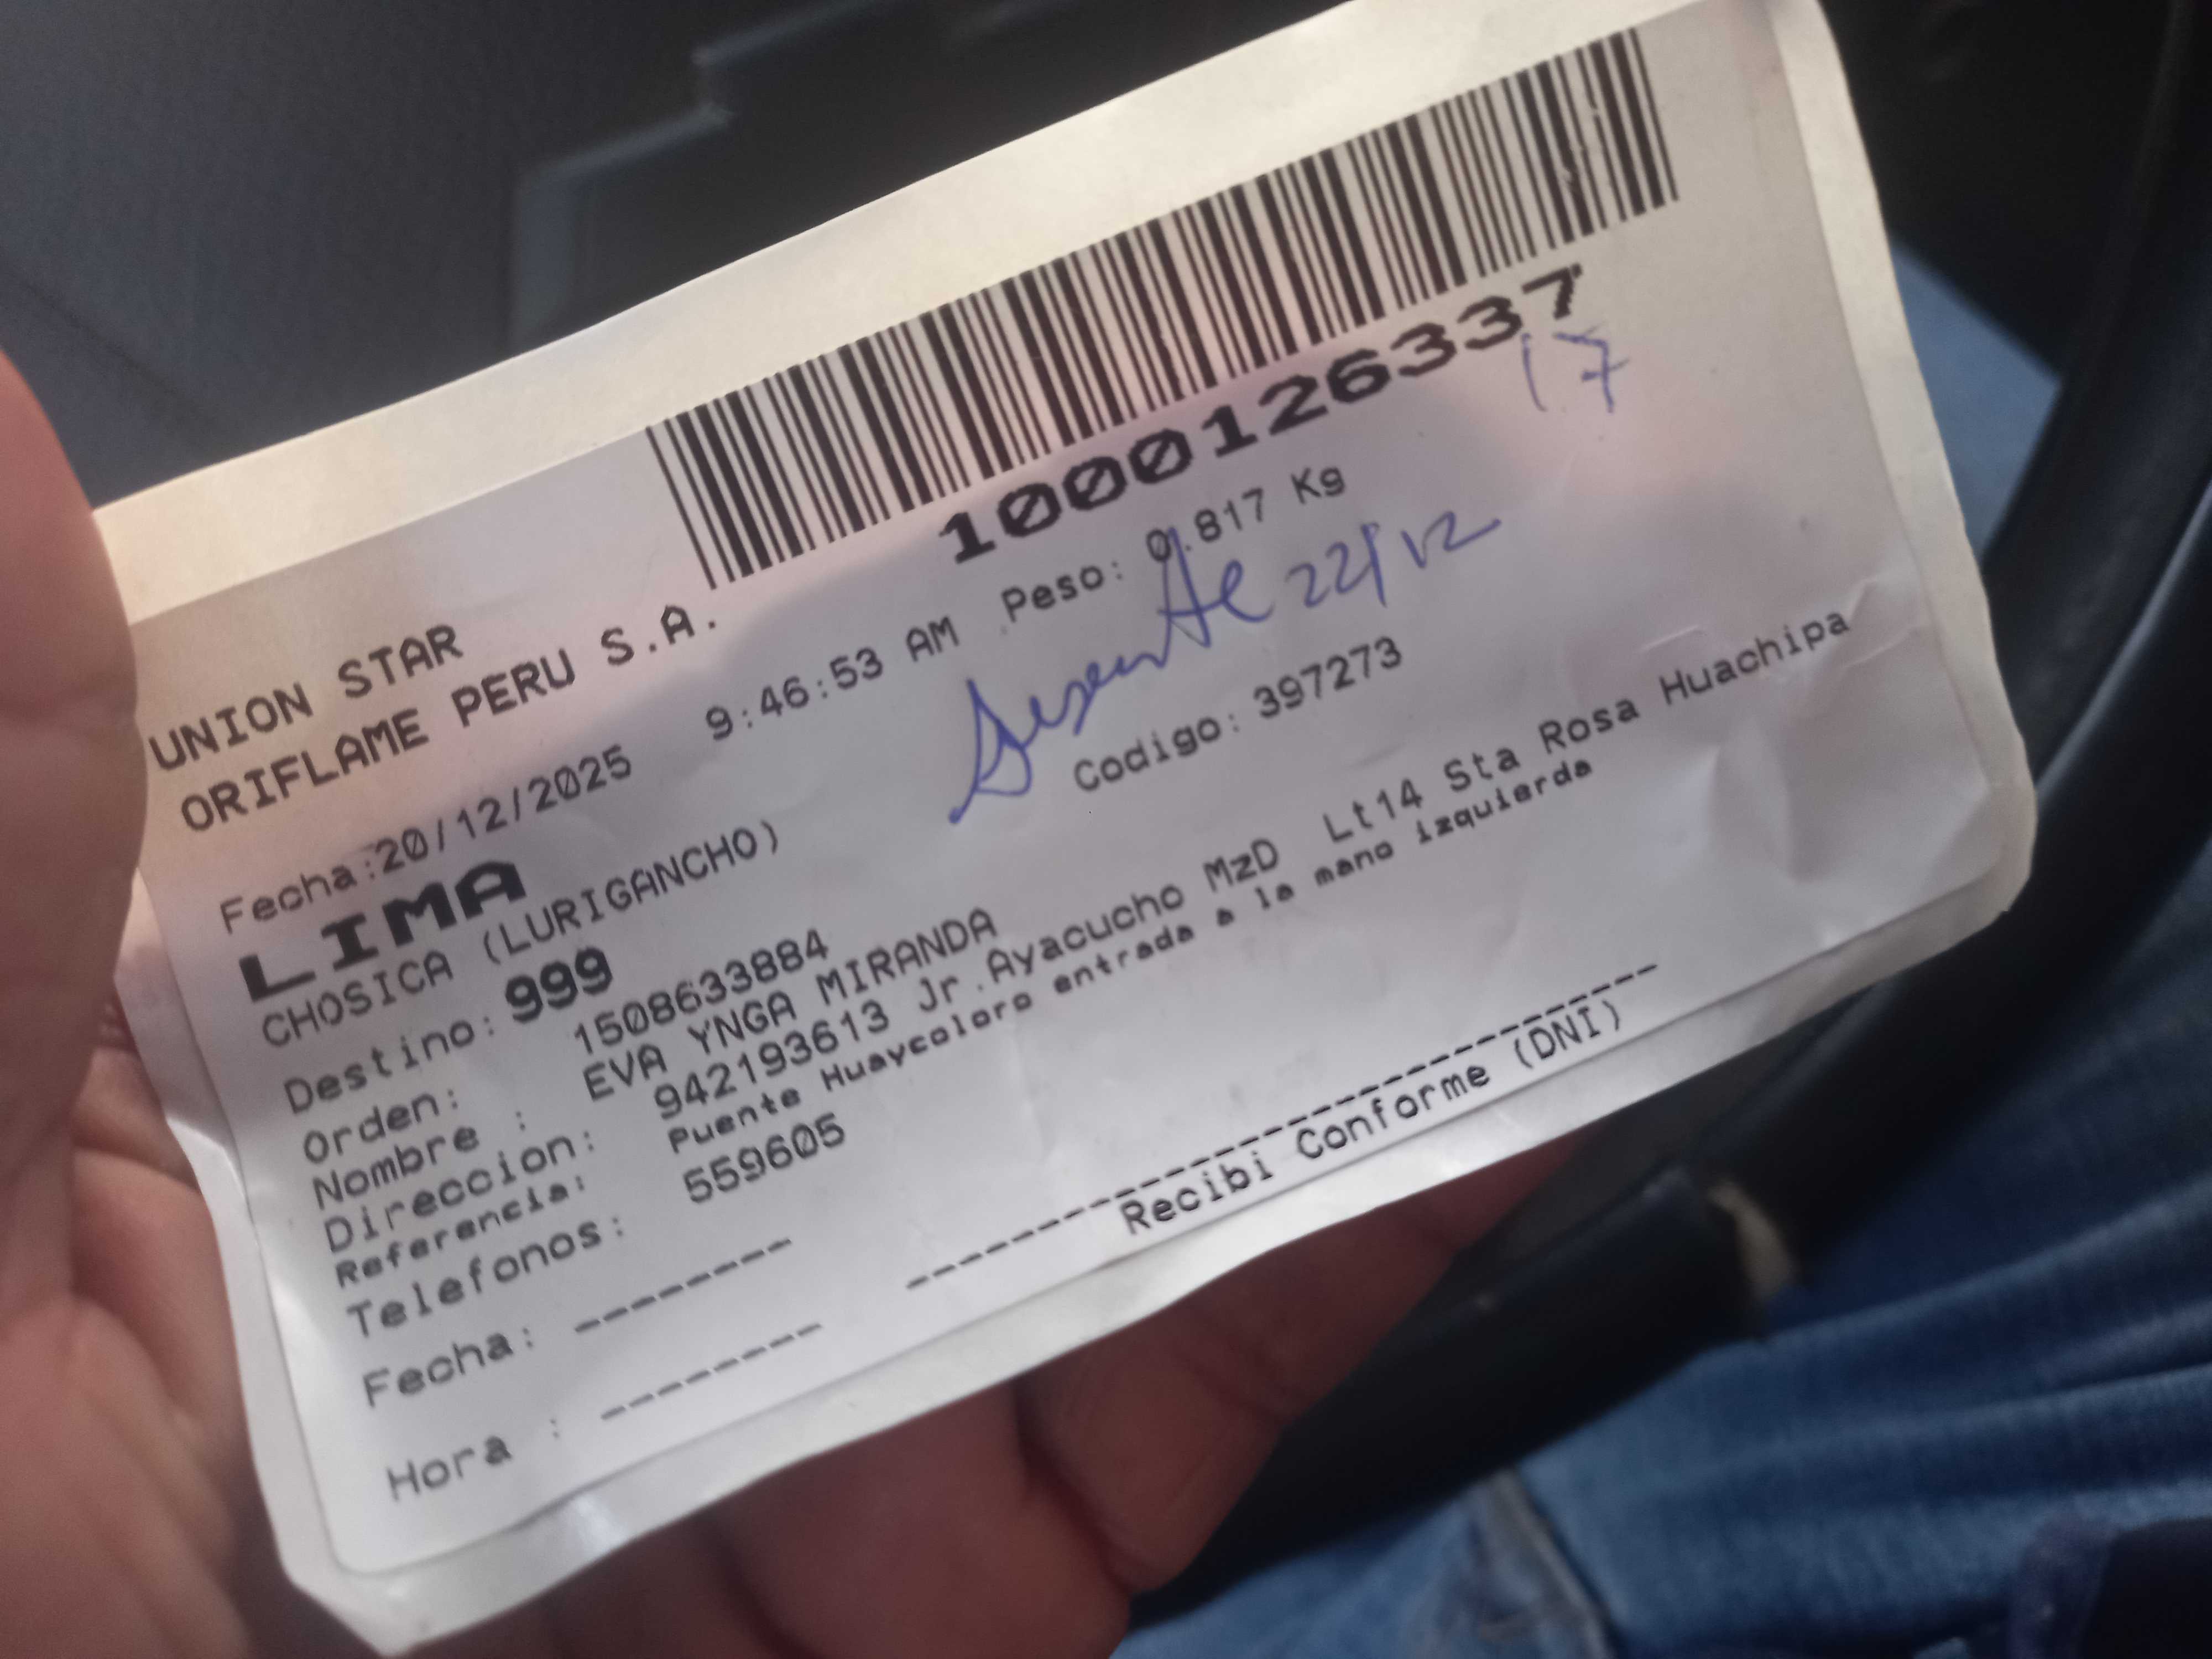 100012633​7
17
UNION STAR
ORIFLAME PERU S.A.
Fecha:20/12/2025 9:46:53 AM Peso: 0.817 Kg
Ausente 22/12
LIMA
CHOSICA (LURIGANCHO)
Codigo: 397273
Destino: 999
Orden: 1508633884
Nombre : EVA YNGA MIRANDA
Direccion: 942193613 Jr.Ayacucho MzD Lt14 Sta Rosa Huachipa
Referencia: Puente Huaycoloro entrada a la mano izquierda
Telefonos: 559605
Fecha: --------
Hora : --------
Recibi Conforme (DNI)